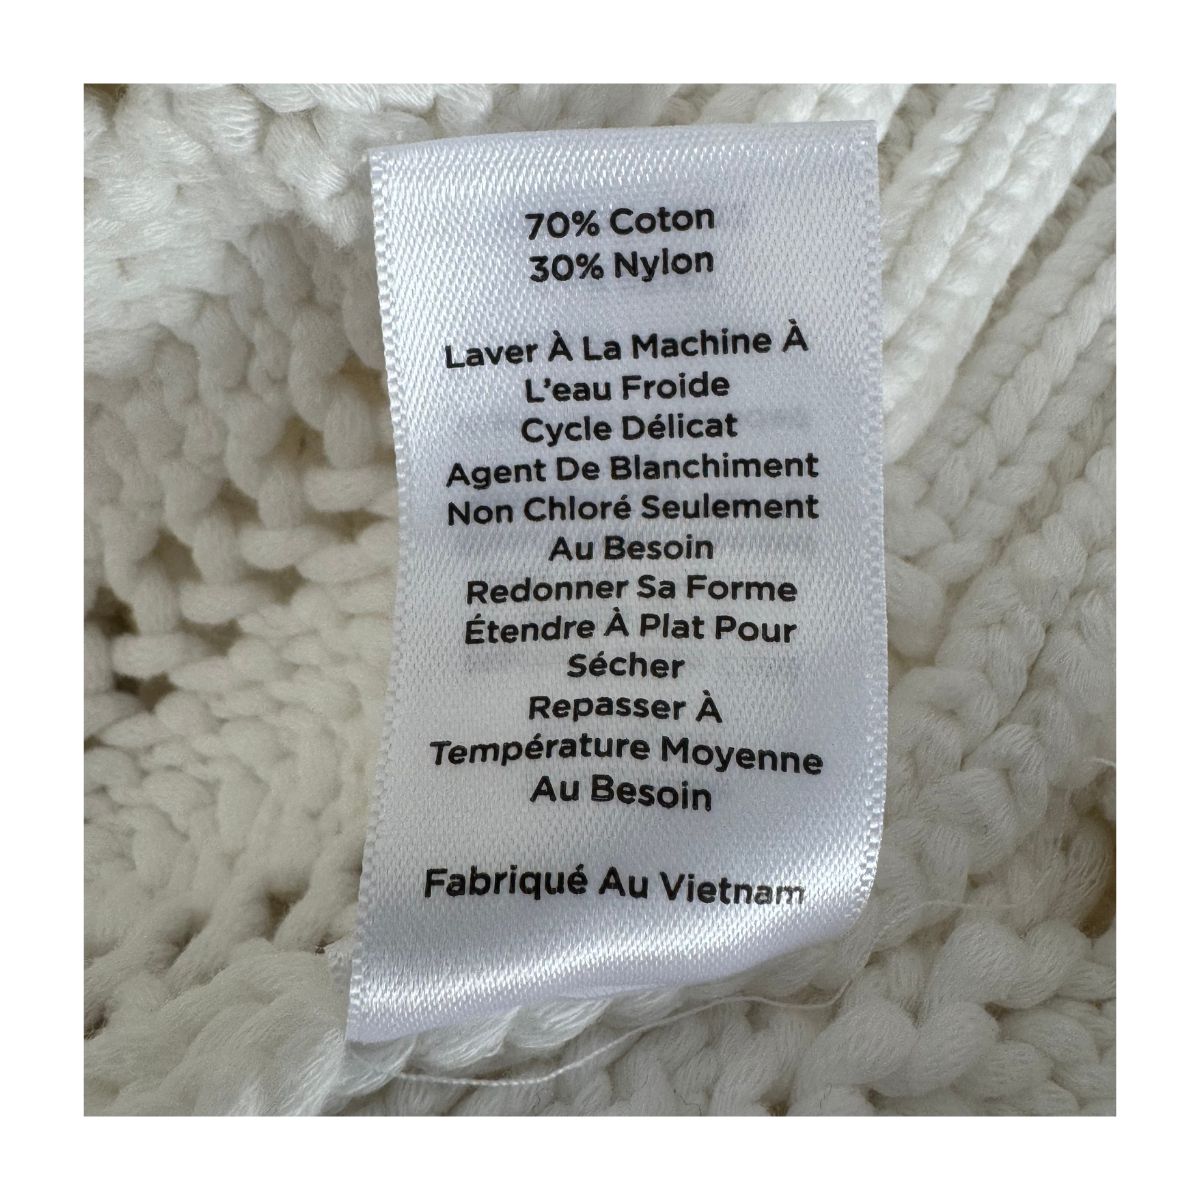 70% Coton
30% Nylon
Laver À La Machine À
L'eau Froide
Cycle Délicat
Agent De Blanchiment
Non Chloré Seulement
Au Besoin
Redonner Sa Forme
Étendre À Plat Pour
Sécher
Repasser À
Température Moyenne
Au Besoin
Fabriqué Au Vietnam